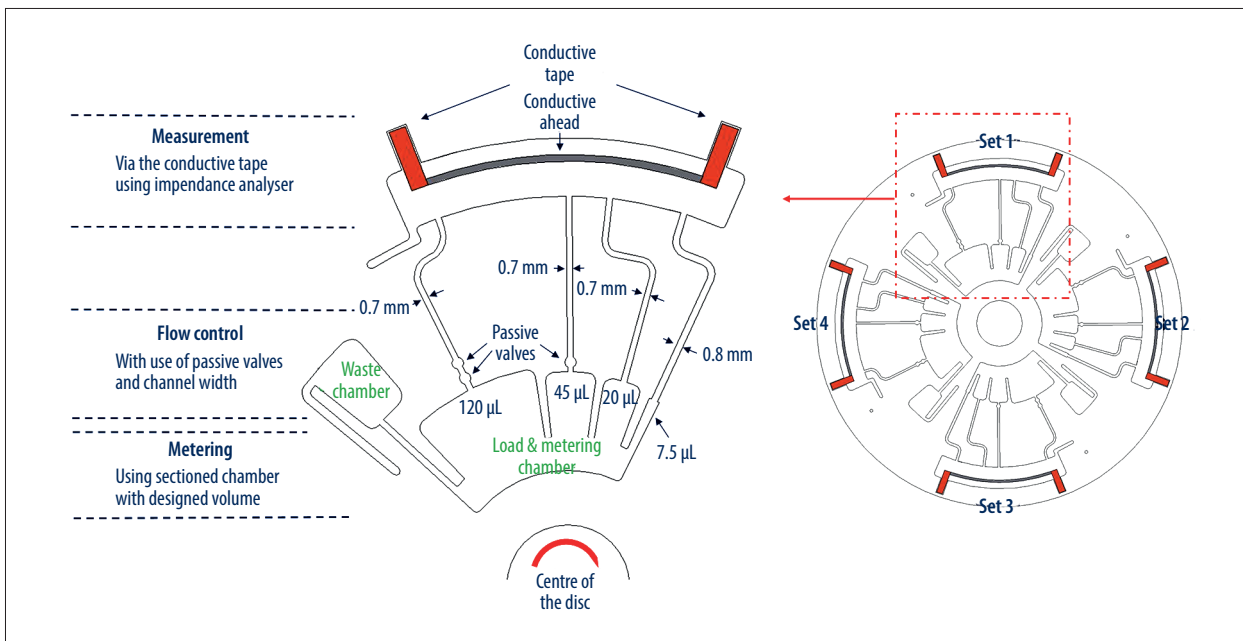 Conductive
tape
Conductive
ahead
Measurement
Via the conductive tape
using impendance analyser
0.7 mm
0.7 mm
0.7 mm
0.8 mm
Flow control
With use of passive valves
and channel width
Passive
valves
Waste
chamber
120 µL
45 µL
20 µL
7.5 µL
Load & metering
chamber
Metering
Using sectioned chamber
with designed volume
Centre of
the disc
Set 1
Set 4
Set 2
Set 3